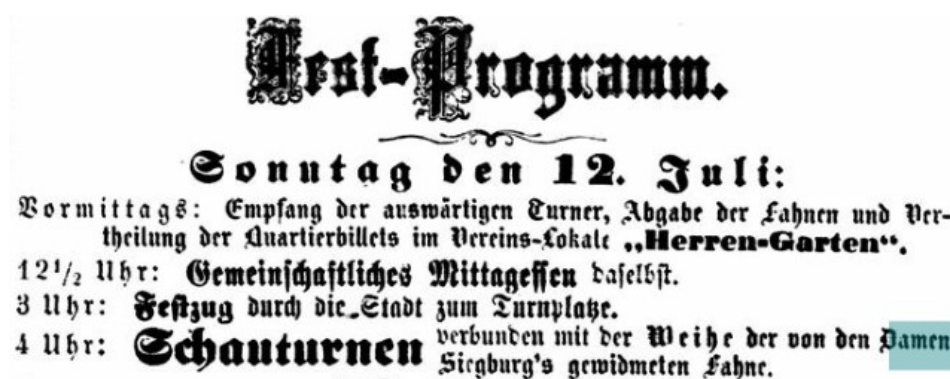 Fest-Programm.
Sonntag den 12. Juli:
Vormittags: Empfang der auswärtigen Turner, Abgabe der Fahnen und Ver-
theilung der Quartierbillets im Vereins-Lokale „Herren-Garten“.
12½ Uhr: Gemeinschaftliches Mittagessen daselbst.
3 Uhr: Festzug durch die Stadt zum Turnplatze.
4 Uhr: Schauturnen verbunden mit der Weihe der von den Damen
Siegburg's gewidmeten Fahne.